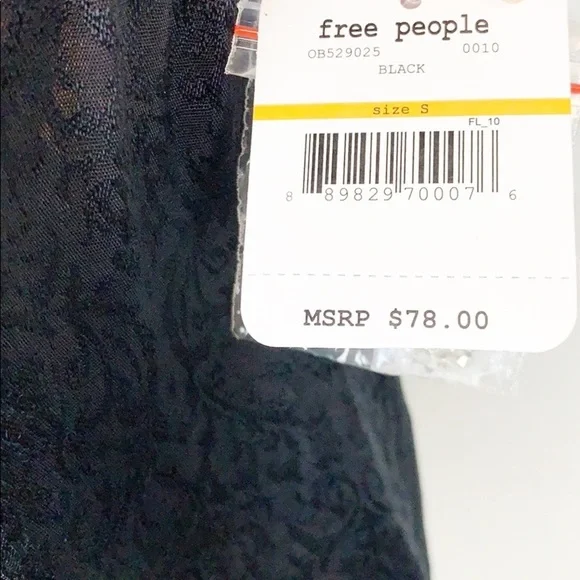 free people
OB529025 0010
BLACK
size S
FL_10
8 89829 70007 6
MSRP $78.00